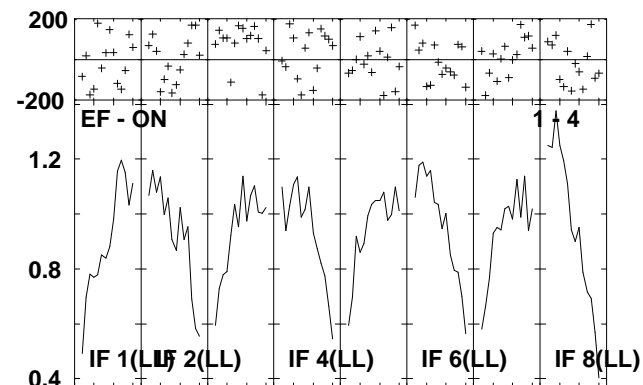 200
-200
EF - ON 1 - 4
1.2
0.8
IF 1(LL) IF 2(LL) IF 4(LL) IF 6(LL) IF 8(LL)
0.4